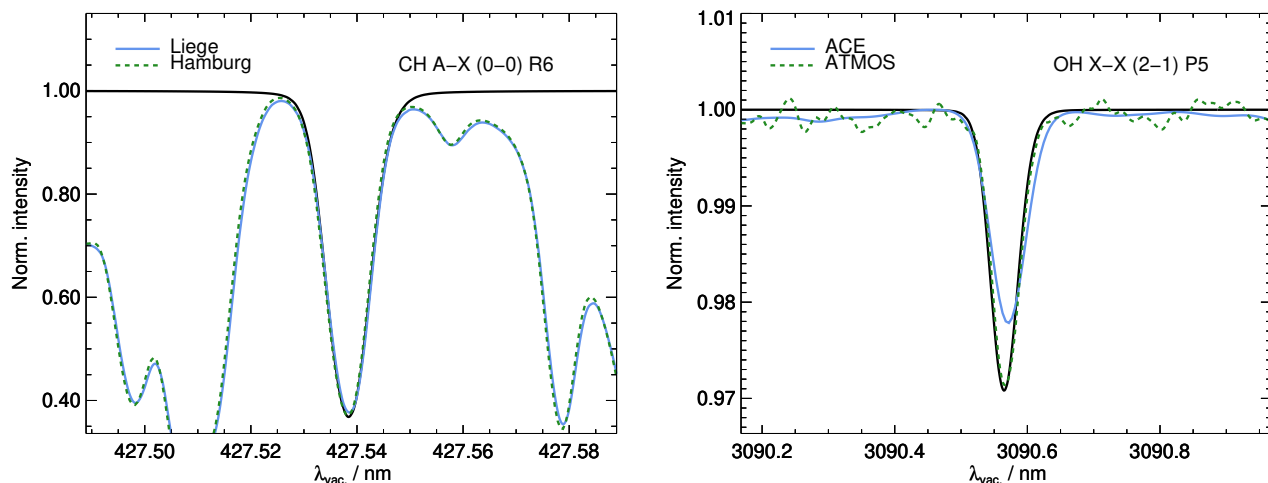 Liege
Hamburg
CH A−X (0−0) R6
1.00
0.80
0.60
0.40
Norm. intensity
427.50 427.52 427.54 427.56 427.58
λvac. / nm
ACE
ATMOS
OH X−X (2−1) P5
1.01
1.00
0.99
0.98
0.97
Norm. intensity
3090.2 3090.4 3090.6 3090.8
λvac. / nm